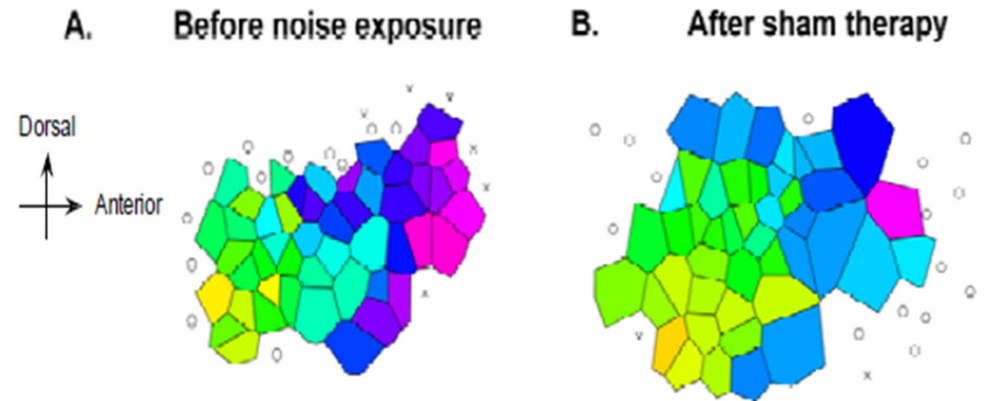 A. Before noise exposure
B. After sham therapy
Dorsal
Anterior